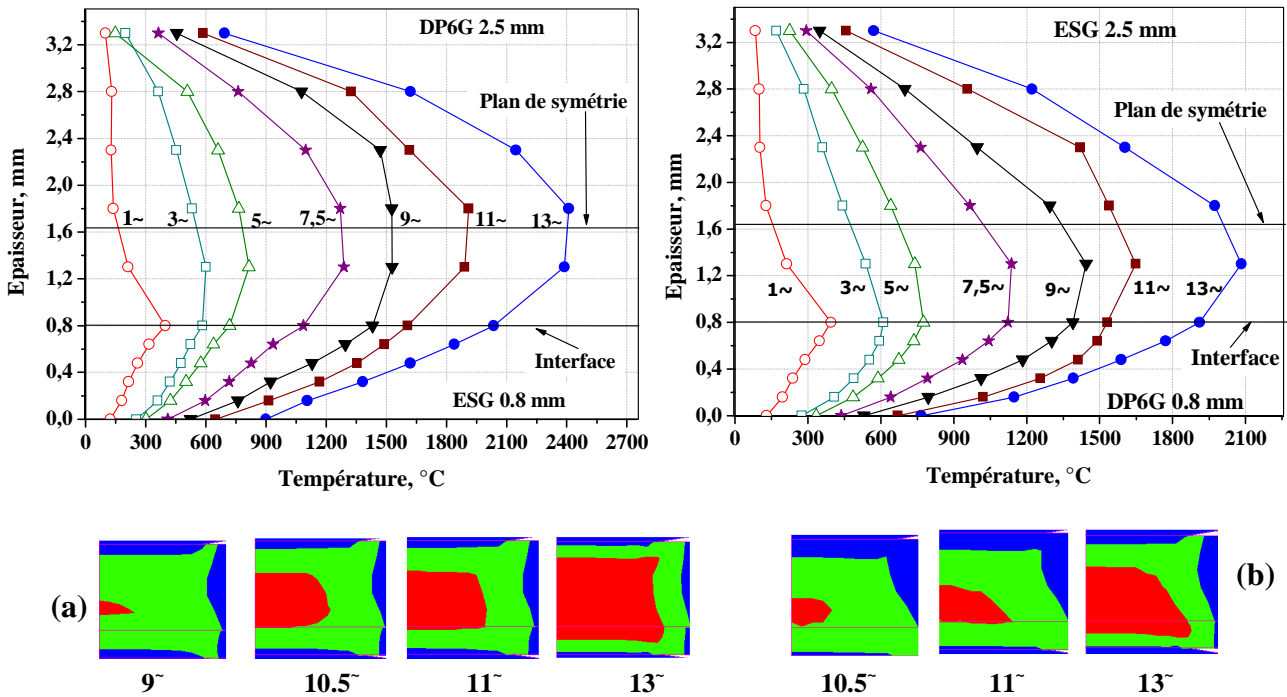 DP6G 2.5 mm
Plan de symétrie
Epaisseur, mm
3,2
2,8
2,4
2,0
1,6
1,2
0,8
0,4
0,0
1~ 3~ 5~ 7,5~ 9~ 11~ 13~
Interface
ESG 0.8 mm
0 300 600 900 1200 1500 1800 2100 2400 2700
Température, °C
ESG 2.5 mm
Plan de symétrie
Epaisseur, mm
3,2
2,8
2,4
2,0
1,6
1,2
0,8
0,4
0,0
1~ 3~ 5~ 7,5~ 9~ 11~ 13~
Interface
DP6G 0.8 mm
0 300 600 900 1200 1500 1800 2100
Température, °C
(a)
9~ 10.5~ 11~ 13~
(b)
10.5~ 11~ 13~